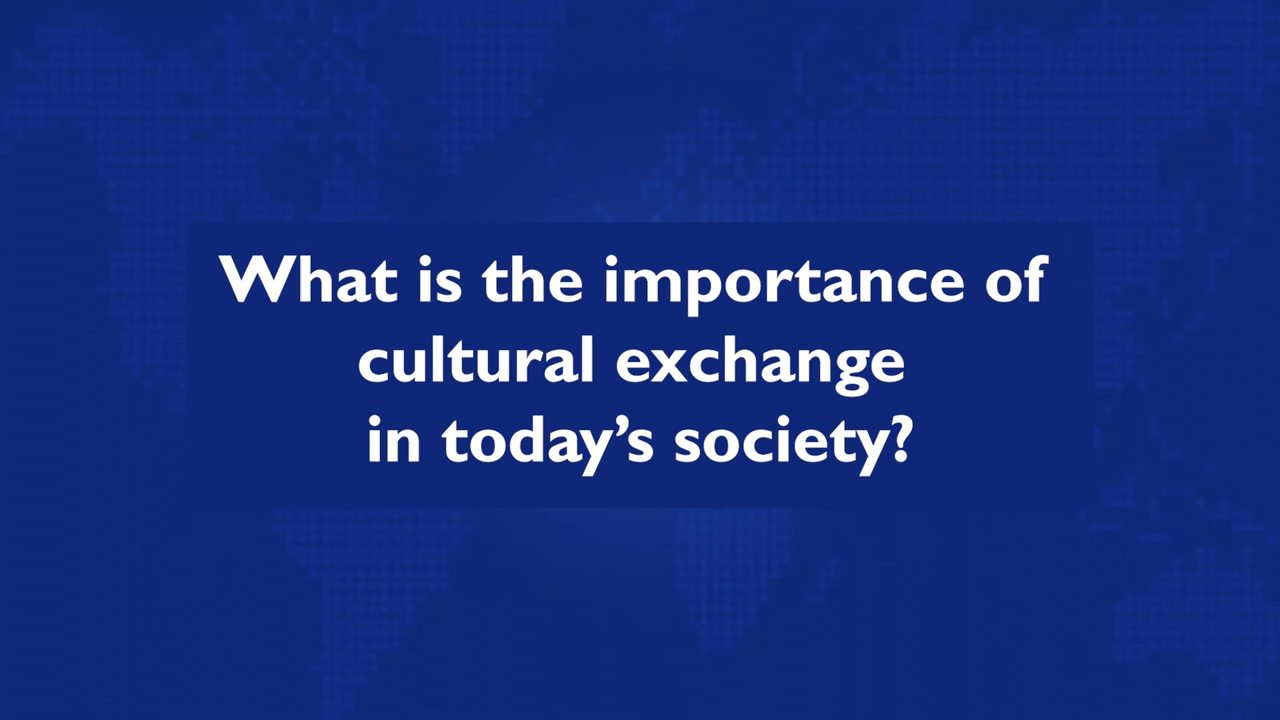 What is the importance of
cultural exchange
in today’s society?